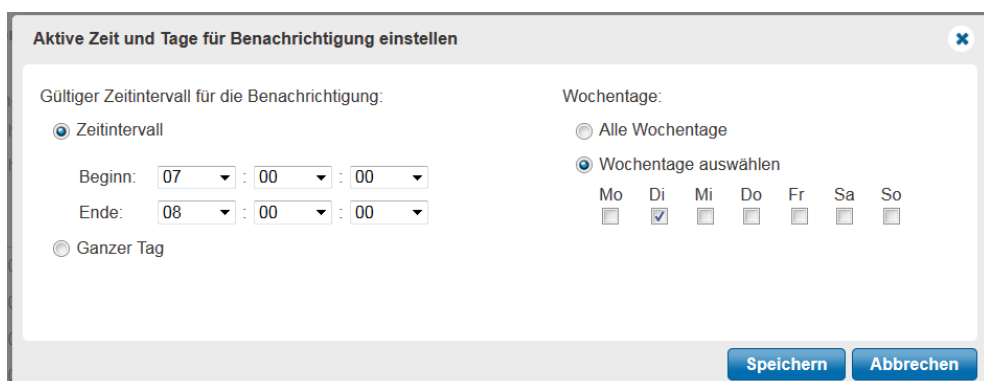 Aktive Zeit und Tage für Benachrichtigung einstellen
Gültiger Zeitintervall für die Benachrichtigung:
Zeitintervall
Beginn: 07 : 00 : 00
Ende: 08 : 00 : 00
Ganzer Tag
Wochentage:
Alle Wochentage
Wochentage auswählen
Mo Di Mi Do Fr Sa So
Speichern Abbrechen